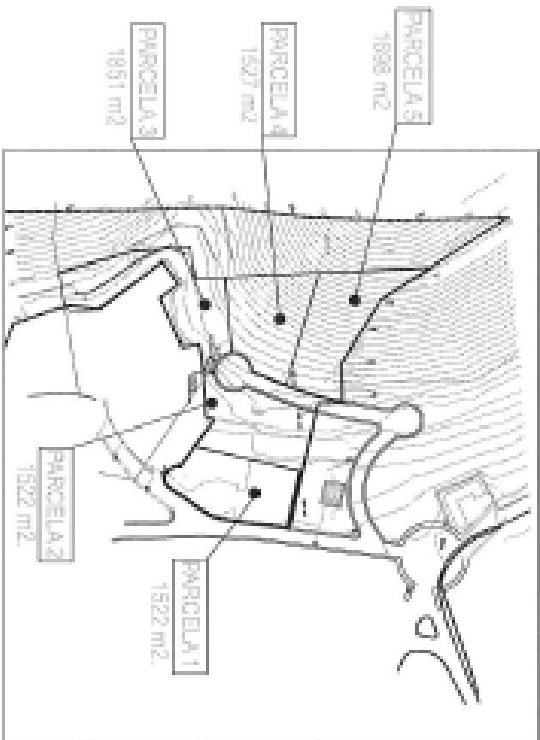 PARCELA 5
1898 m2
PARCELA 4
1527 m2
PARCELA 3
1851 m2
PARCELA 2
1522 m2.
PARCELA 1
1522 m2.